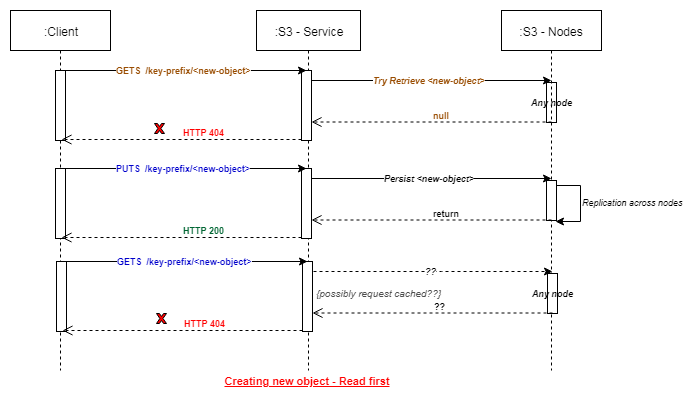 :Client
:S3 - Service
:S3 - Nodes
GETS /key-prefix/<new-object>
Try Retrieve <new-object>
Any node
null
X
HTTP 404
PUTS /key-prefix/<new-object>
Persist <new-object>
Replication across nodes
return
HTTP 200
GETS /key-prefix/<new-object>
??
{possibly request cached??}
Any node
??
X
HTTP 404
Creating new object - Read first